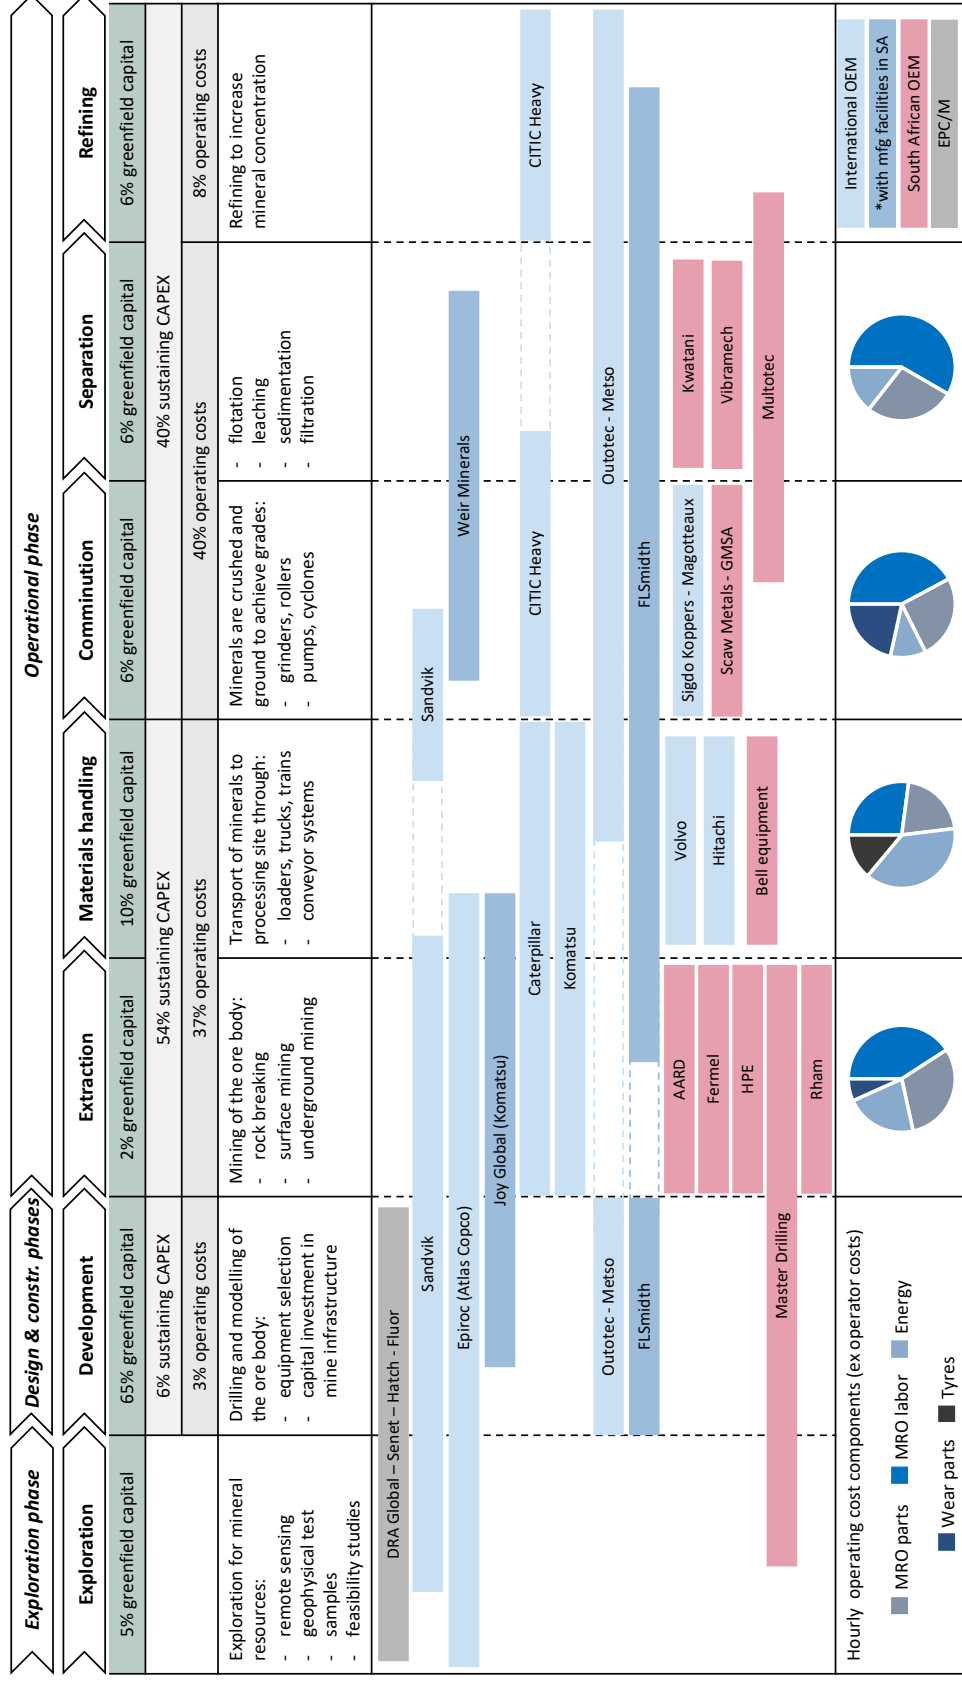 Exploration phase
Design & constr. phases
Operational phase
Exploration
Development
Extraction
Materials handling
Comminution
Separation
Refining
5% greenfield capital
65% greenfield capital
2% greenfield capital
10% greenfield capital
6% greenfield capital
6% greenfield capital
6% greenfield capital
6% sustaining CAPEX
54% sustaining CAPEX
40% sustaining CAPEX
3% operating costs
37% operating costs
40% operating costs
8% operating costs
Exploration for mineral
resources:
- remote sensing
- geophysical test
- samples
- feasibility studies
Drilling and modelling of
the ore body:
- equipment selection
- capital investment in
mine infrastructure
Mining of the ore body:
- rock breaking
- surface mining
- underground mining
Transport of minerals to
processing site through:
- loaders, trucks, trains
- conveyor systems
Minerals are crushed and
ground to achieve grades:
- grinders, rollers
- pumps, cyclones
- flotation
- leaching
- sedimentation
- filtration
Refining to increase
mineral concentration
DRA Global – Senet – Hatch - Fluor
Sandvik
Sandvik
Epiroc (Atlas Copco)
Weir Minerals
Joy Global (Komatsu)
Caterpillar
CITIC Heavy
CITIC Heavy
Komatsu
Outotec - Metso
Outotec - Metso
FLSmidth
FLSmidth
AARD
Volvo
Sigdo Koppers - Magotteaux
Kwatani
Fermel
Hitachi
Scaw Metals - GMSA
Vibramech
HPE
Bell equipment
Master Drilling
Multotec
Rham
Hourly operating cost components (ex operator costs)
MRO parts
MRO labor
Energy
Wear parts
Tyres
International OEM
*with mfg facilities in SA
South African OEM
EPC/M